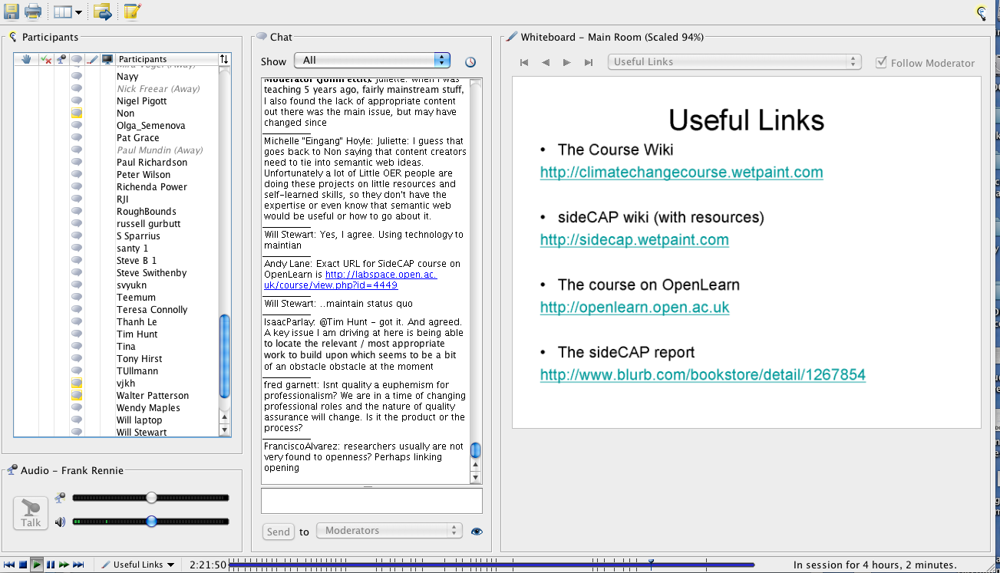 Participants
Participants
Mira Vogel (Away)
Nayy
Nick Freear (Away)
Nigel Pigott
Non
Olga_Semenova
Pat Grace
Paul Mundin (Away)
Paul Richardson
Peter Wilson
Richenda Power
RJI
RoughBounds
russell gurbutt
S Sparrius
santy 1
Steve B 1
Steve Swithenby
svyukn
Teemum
Teresa Connolly
Thanh Le
Tim Hunt
Tina
Tony Hirst
TUllmann
vjkh
Walter Patterson
Wendy Maples
Will laptop
Will Stewart
Audio – Frank Rennie
Talk
Chat
Show All
Juliette: when I was
teaching 5 years ago, fairly mainstream stuff,
I also found the lack of appropriate content
out there was the main issue, but may have
changed since
Michelle "Eingang" Hoyle: Juliette: I guess that
goes back to Non saying that content creators
need to tie into semantic web ideas.
Unfortunately a lot of Little OER people are
doing these projects on little resources and
self-learned skills, so they don't have the
expertise or even know that semantic web
would be useful or how to go about it.
Will Stewart: Yes, I agree. Using technology to
maintian
Andy Lane: Exact URL for SideCAP course on
OpenLearn is http://labspace.open.ac.
uk/course/view.php?id=4449
Will Stewart: ..maintain status quo
IsaacParlay: @Tim Hunt - got it. And agreed.
A key issue I am driving at here is being able
to locate the relevant / most appropriate
work to build upon which seems to be a bit
of an obstacle obstacle at the moment
fred garnett: Isnt quality a euphemism for
professionalism? We are in a time of changing
professional roles and the nature of quality
assurance will change. Is it the product or the
process?
FranciscoAlvarez: researchers usually are not
very found to openness? Perhaps linking
opening
Send to Moderators
Whiteboard – Main Room (Scaled 94%)
Useful Links
Follow Moderator
Useful Links
• The Course Wiki
http://climatechangecourse.wetpaint.com
• sideCAP wiki (with resources)
http://sidecap.wetpaint.com
• The course on OpenLearn
http://openlearn.open.ac.uk
• The sideCAP report
http://www.blurb.com/bookstore/detail/1267854
Useful Links
2:21:50
In session for 4 hours, 2 minutes.